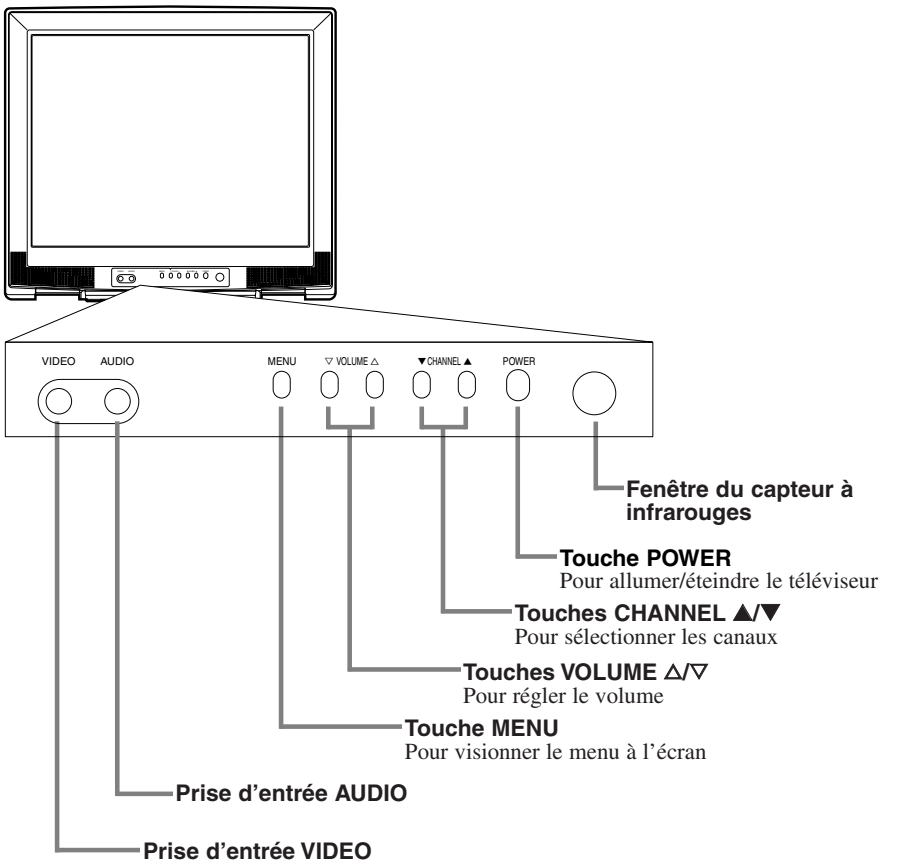 VIDEO AUDIO MENU ▽ VOLUME △ ▼CHANNEL ▲ POWER
Fenêtre du capteur à
infrarouges
Touche POWER
Pour allumer/éteindre le téléviseur
Touches CHANNEL ▲/▼
Pour sélectionner les canaux
Touches VOLUME △/▽
Pour régler le volume
Touche MENU
Pour visionner le menu à l'écran
Prise d'entrée AUDIO
Prise d'entrée VIDEO